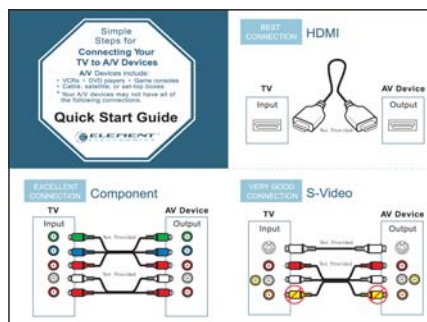 Simple
Steps for
Connecting Your
TV to A/V Devices
A/V Devices include:
• VCRs • DVD players • Game consoles
• Cable, satellite, or set-top boxes
* Your A/V devices may not have all of
the following connections.
Quick Start Guide
ELEMENT
ELECTRONICS
BEST
CONNECTION
HDMI
TV
AV Device
Input
Output
Not Provided
EXCELLENT
CONNECTION
Component
TV
AV Device
Input
Output
Not Provided
Not Provided
VERY GOOD
CONNECTION
S-Video
TV
AV Device
Input
Output
Not Provided
Not Provided